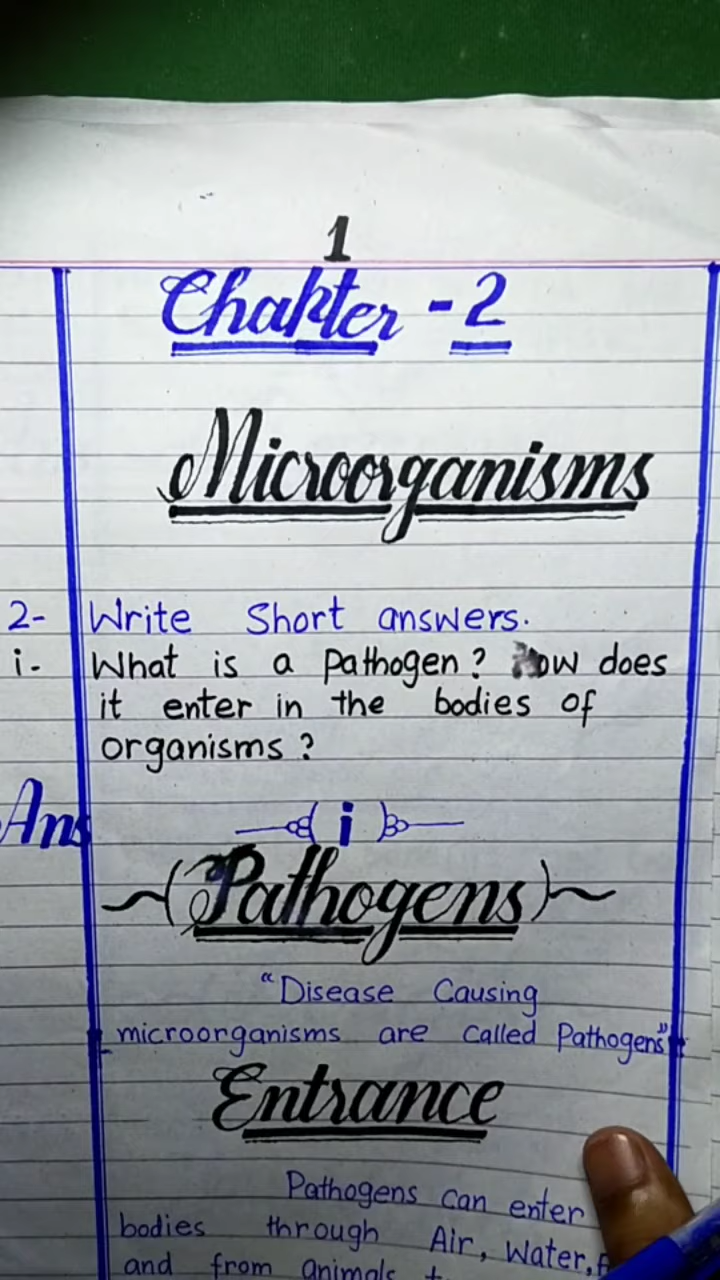 1
Chapter - 2
Microorganisms
2- Write Short answers.
i- What is a Pathogen? How does
it enter in the bodies of
organisms?
Ans
i
Pathogens
"Disease Causing
microorganisms are called Pathogens"
Entrance
Pathogens can enter
bodies through Air, Water,
and from animals